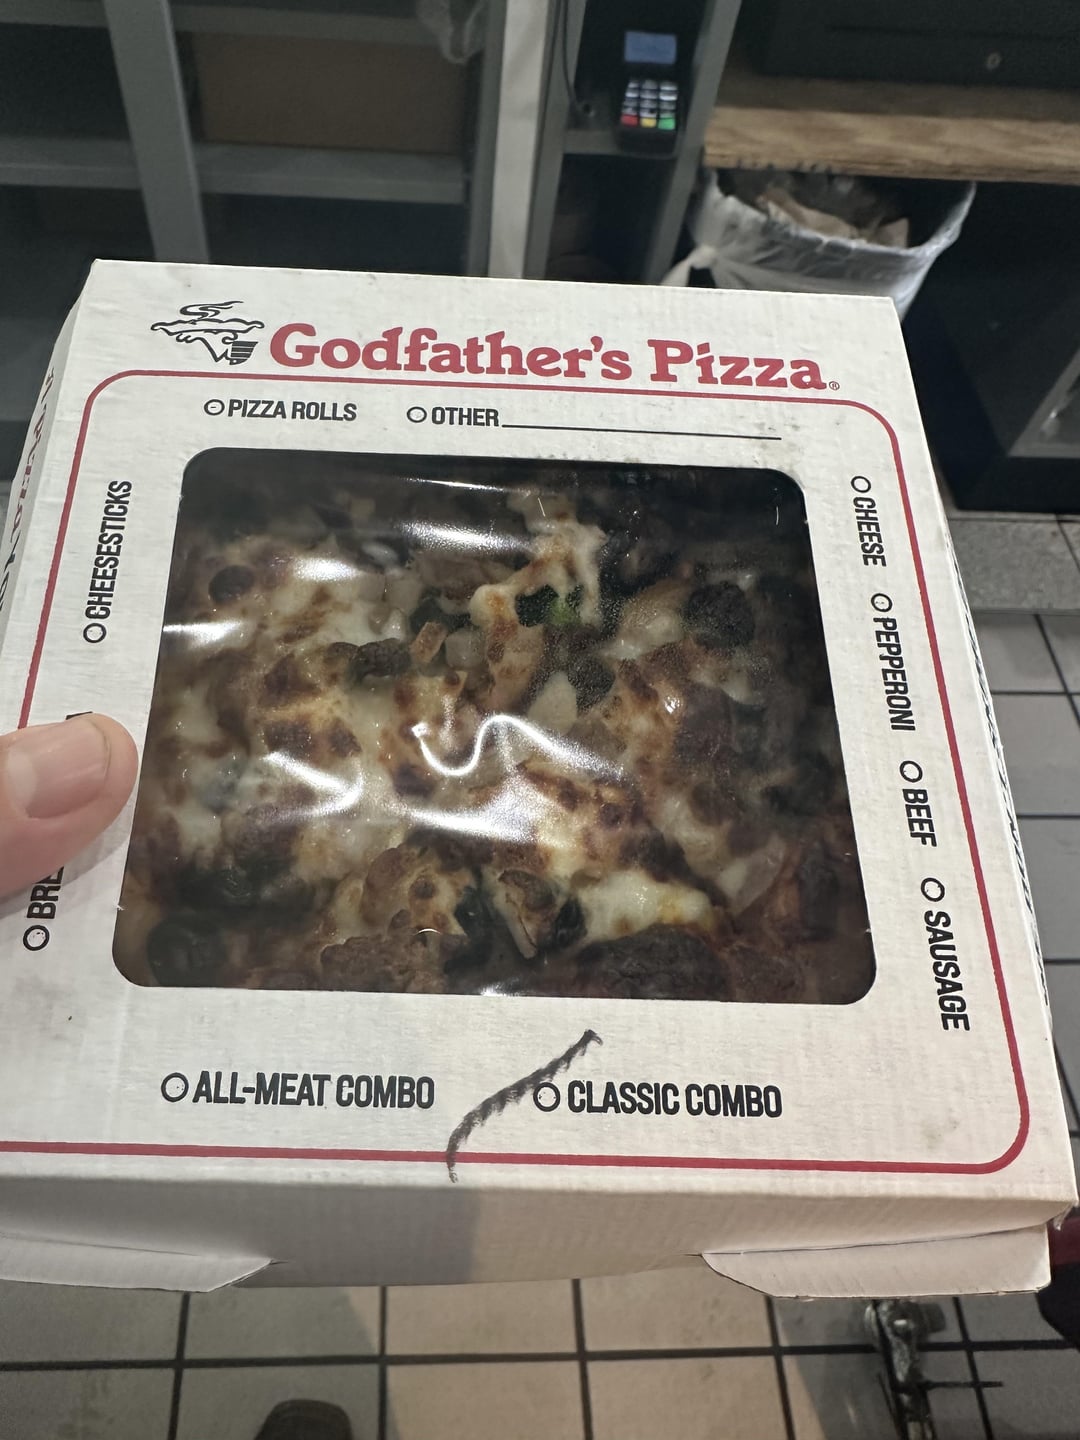 Godfather's Pizza®
PIZZA ROLLS
OTHER
CHEESESTICKS
CHEESE
PEPPERONI
BEEF
SAUSAGE
ALL-MEAT COMBO
CLASSIC COMBO